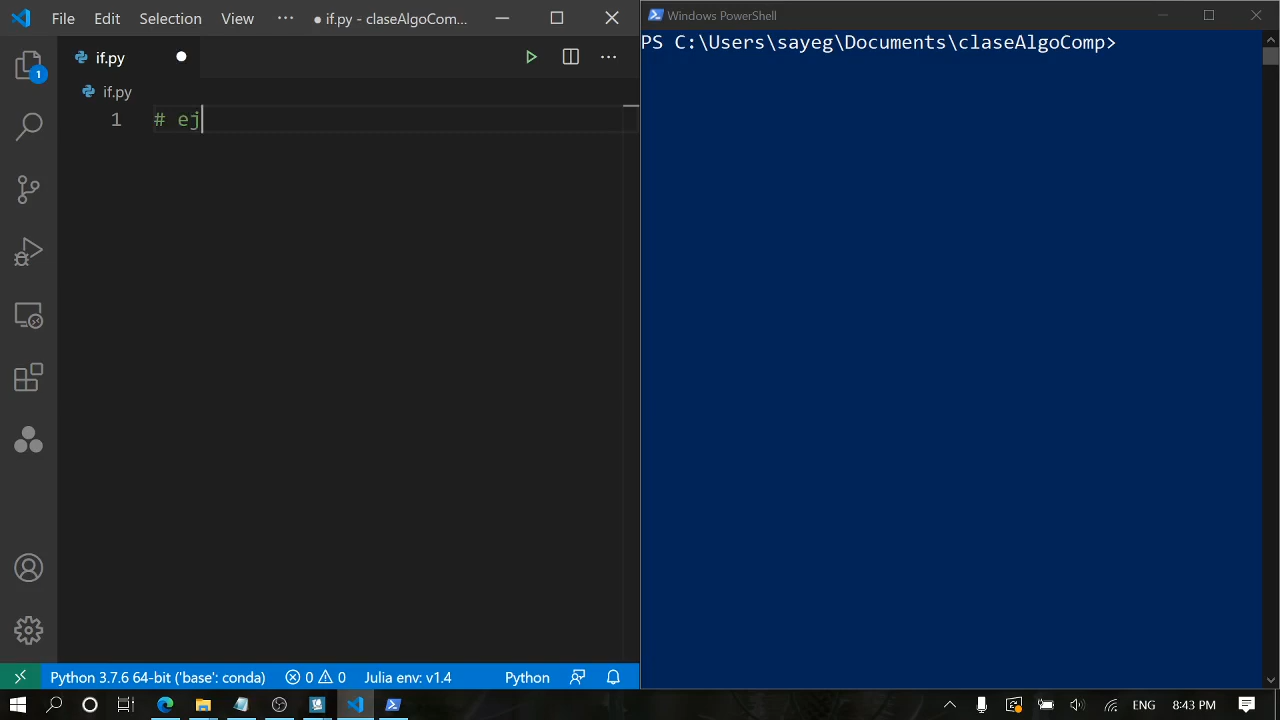 File Edit Selection View ··· ● if.py - claseAlgoCom...
if.py
if.py
1 # ej
1
Python 3.7.6 64-bit ('base': conda) 0 0 Julia env: v1.4 Python
Windows PowerShell
PS C:\Users\sayeg\Documents\claseAlgoComp>
ENG 8:43 PM